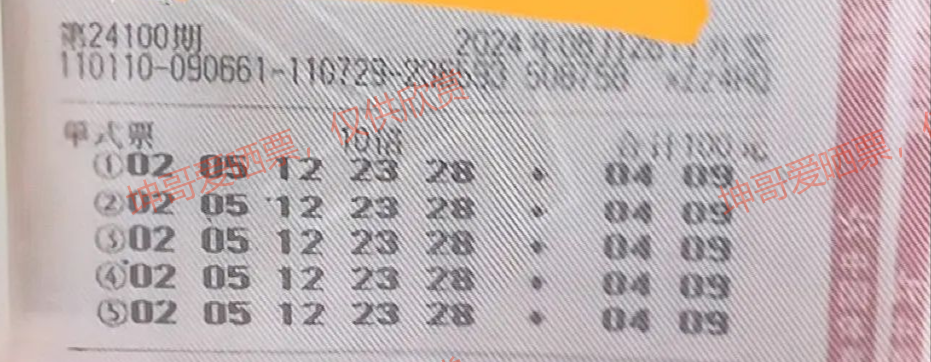 第24100期 2024年08月28日开奖
110110-090661-110729-
单式票 10倍 合计100元
①02 05 12 23 28 + 04 09
②02 05 12 23 28 + 04 09
③02 05 12 23 28 + 04 09
④02 05 12 23 28 + 04 09
⑤02 05 12 23 28 + 04 09
坤哥爱晒票，仅供欣赏
坤哥爱晒票，